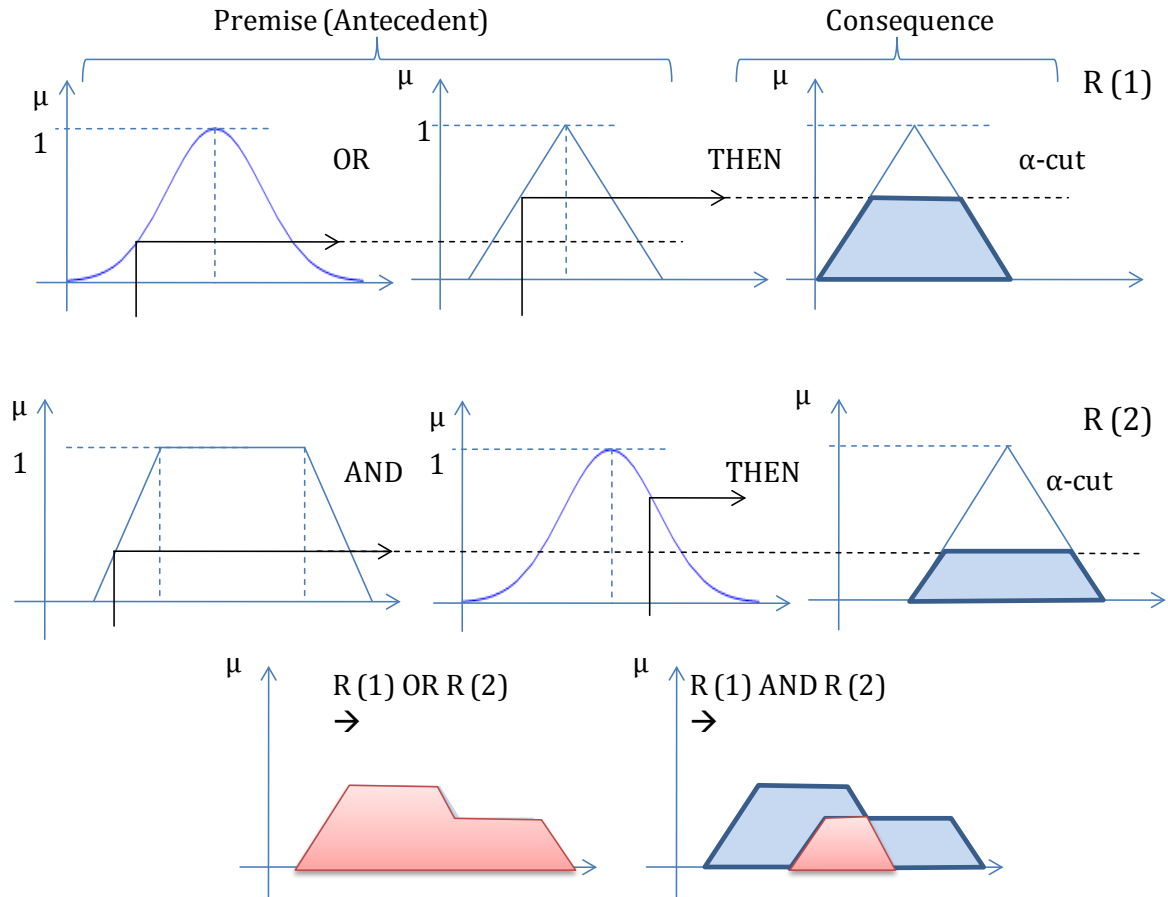 Premise (Antecedent) Consequence
μ μ μ R (1)
1 OR 1 THEN α-cut
μ μ μ R (2)
1 AND 1 THEN α-cut
μ R (1) OR R (2) μ R (1) AND R (2)
→ →